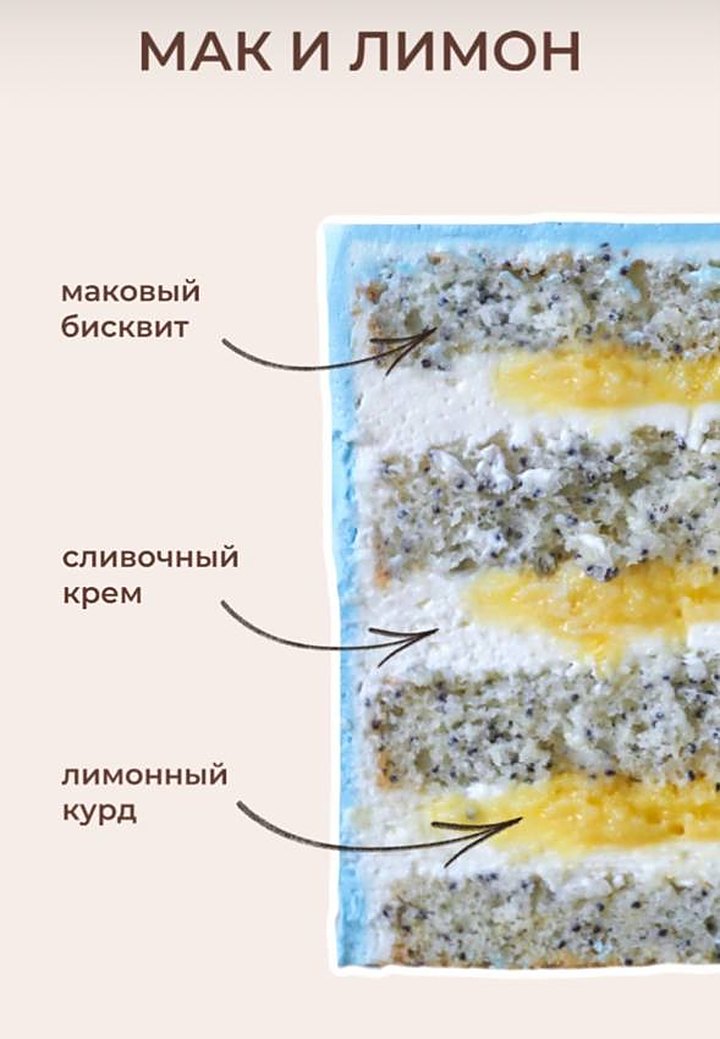 МАК И ЛИМОН
маковый
бисквит
сливочный
крем
лимонный
курд